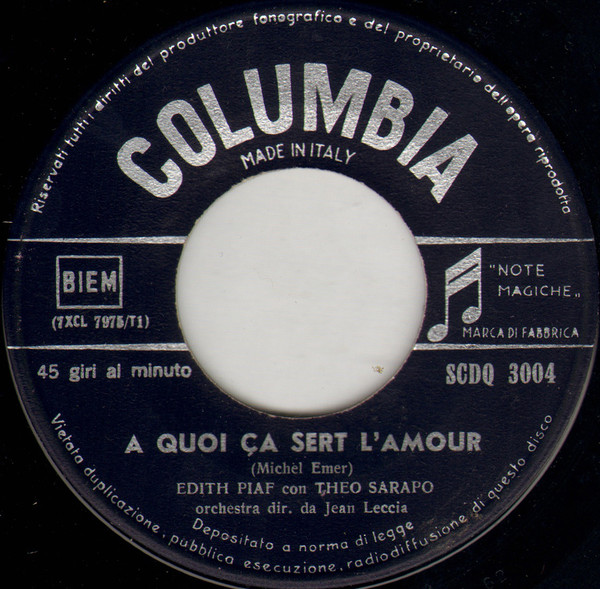 Riservati tutti i diritti del produttore fonografico e del proprietario dell'opera riprodotta
COLUMBIA
MADE IN ITALY
BIEM
(7XCL 7975/T1)
"NOTE
MAGICHE„
MARCA DI FABBRICA
45 giri al minuto
SCDQ 3004
A QUOI ÇA SERT L'AMOUR
(Michèl Emer)
EDITH PIAF con THEO SARAPO
orchestra dir. da Jean Leccia
Depositato a norma di legge
Vietata duplicazione, pubblica esecuzione, radiodiffusione di questo disco